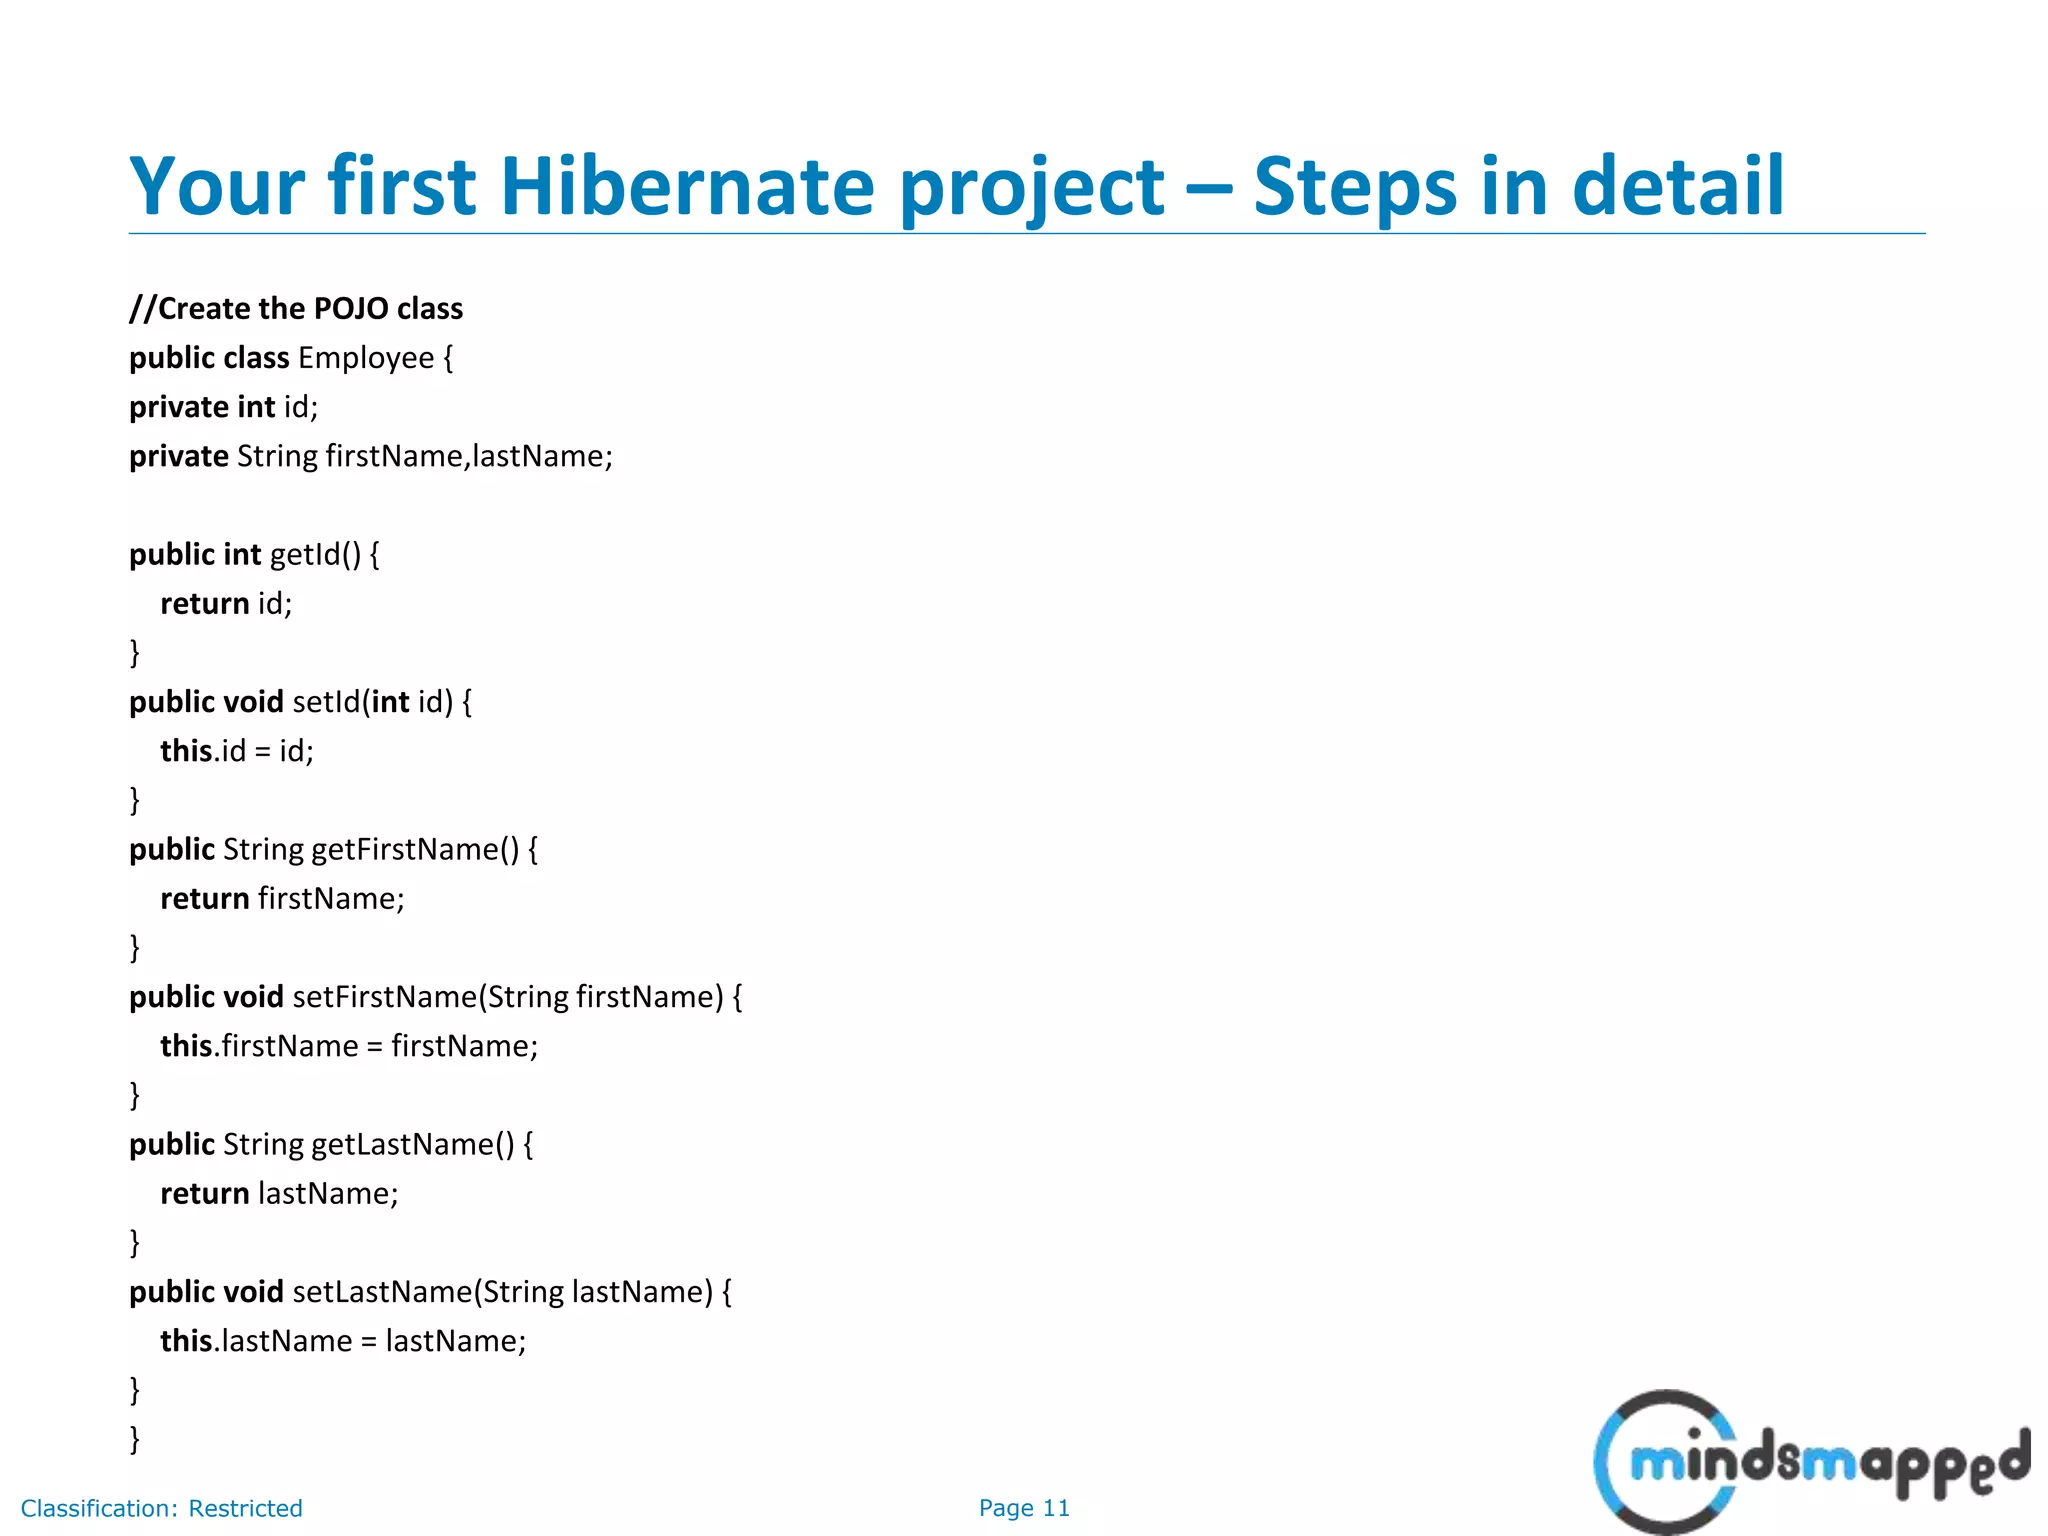 Your first Hibernate project – Steps in detail
//Create the POJO class
public class Employee {
private int id;
private String firstName,lastName;
public int getId() {
return id;
}
public void setId(int id) {
this.id = id;
}
public String getFirstName() {
return firstName;
}
public void setFirstName(String firstName) {
this.firstName = firstName;
}
public String getLastName() {
return lastName;
}
public void setLastName(String lastName) {
this.lastName = lastName;
}
}
mindsmapped
Classification: Restricted
Page 11